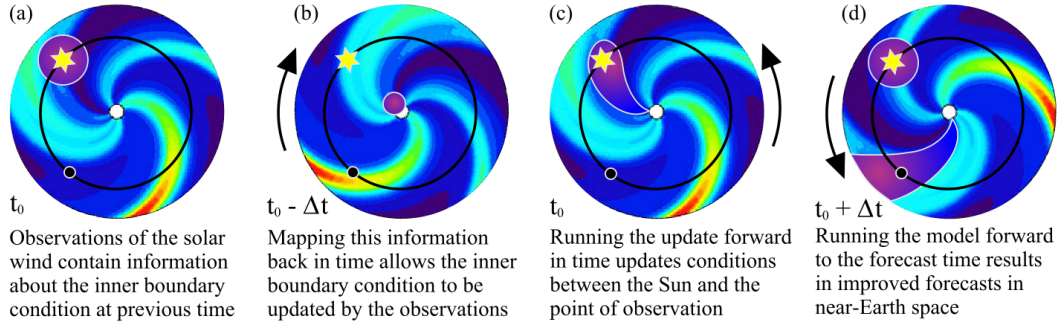 (a)
t₀
Observations of the solar
wind contain information
about the inner boundary
condition at previous time
(b)
t₀ - Δt
Mapping this information
back in time allows the inner
boundary condition to be
updated by the observations
(c)
t₀
Running the update forward
in time updates conditions
between the Sun and the
point of observation
(d)
t₀ + Δt
Running the model forward
to the forecast time results
in improved forecasts in
near-Earth space